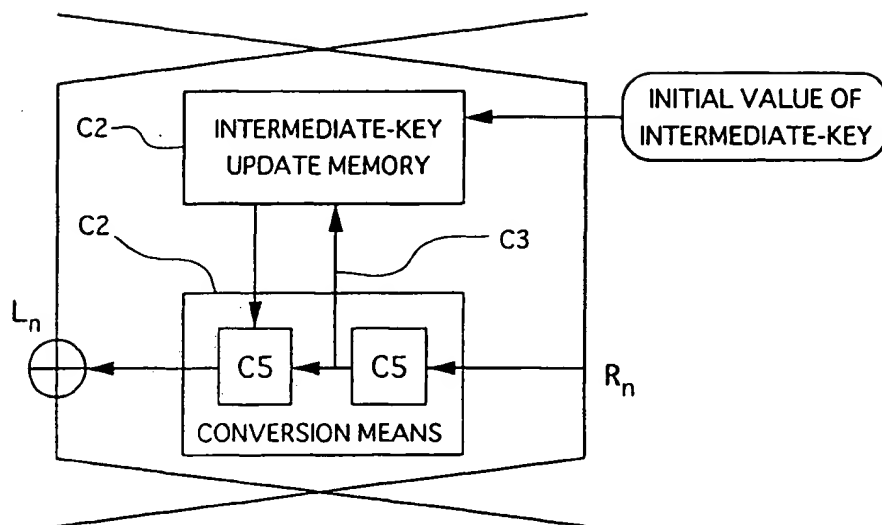 C2
INTERMEDIATE-KEY
UPDATE MEMORY
INITIAL VALUE OF
INTERMEDIATE-KEY
C2
C3
Ln
C5
C5
Rn
CONVERSION MEANS